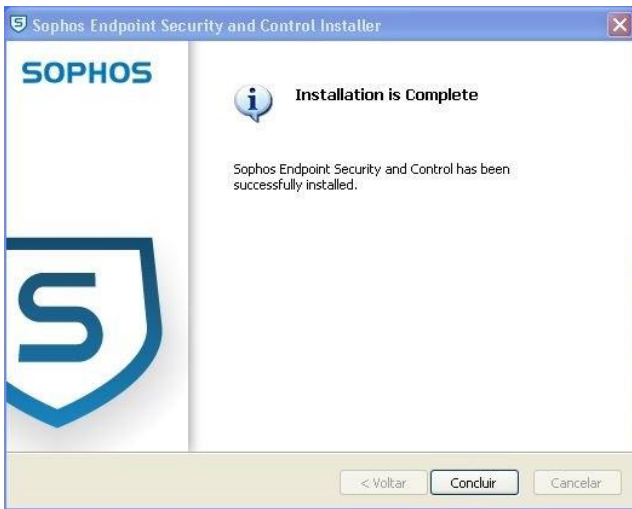 Sophos Endpoint Security and Control Installer
SOPHOS
Installation is Complete
Sophos Endpoint Security and Control has been
successfully installed.
< Voltar
Concluir
Cancelar